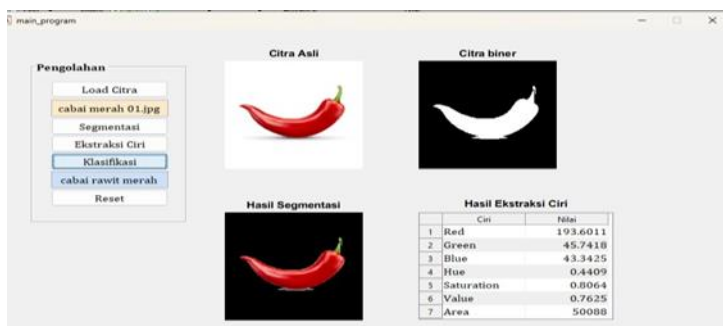 main_program
Pengolahan
Load Citra
cabai merah 01.jpg
Segmentasi
Ekstraksi Ciri
Klasifikasi
cabai rawit merah
Reset
Citra Asli
Citra biner
Hasil Segmentasi
Hasil Ekstraksi Ciri
Ciri Nilai
1 Red 193.6011
2 Green 45.7418
3 Blue 43.3425
4 Hue 0.4409
5 Saturation 0.8064
6 Value 0.7625
7 Area 50088